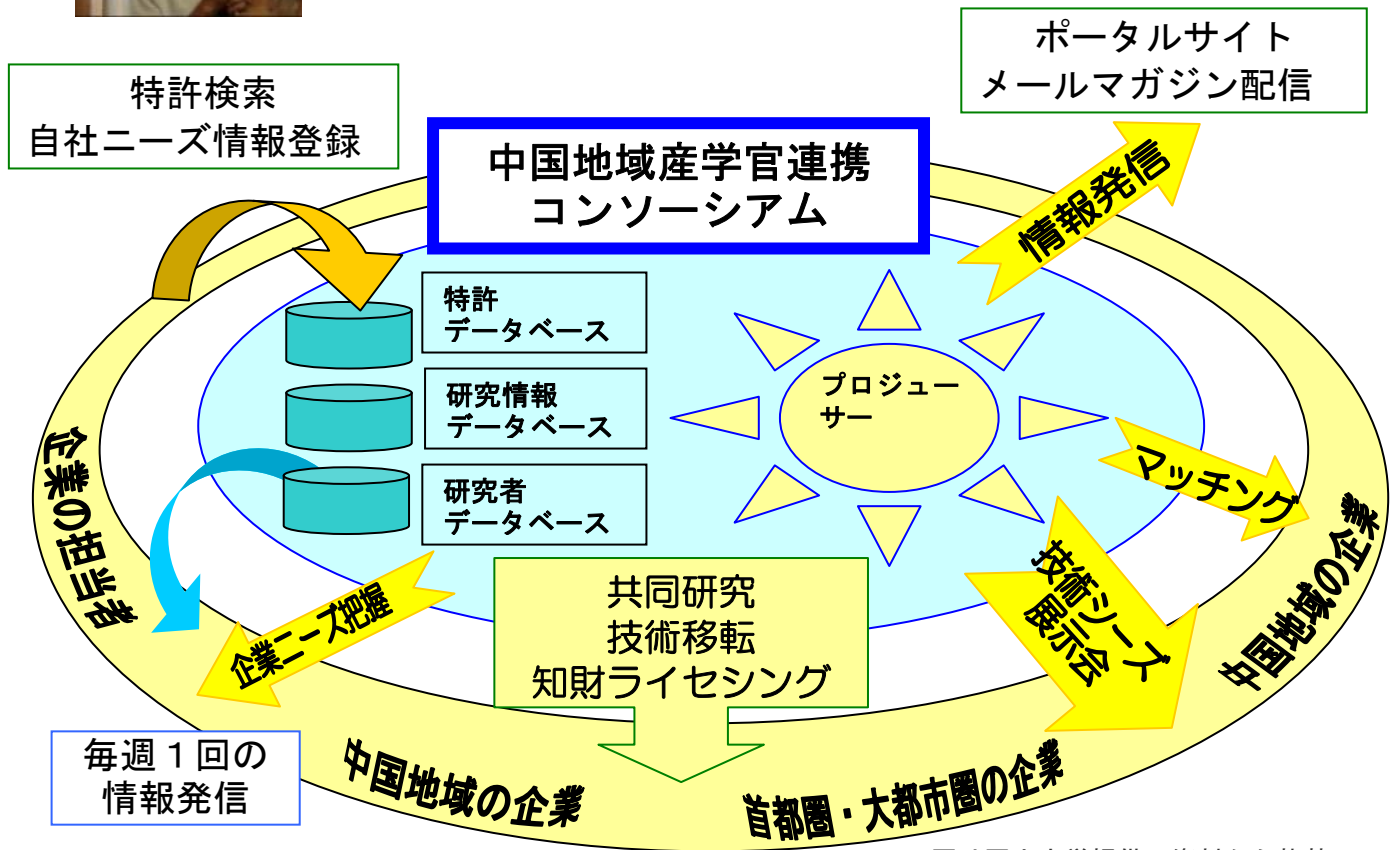 ポータルサイト
メールマガジン配信
特許検索
自社ニーズ情報登録
中国地域産学官連携
コンソーシアム
情報発信
特許
データベース
研究情報
データベース
研究者
データベース
プロジュー
サー
マッチング
技術シーズ
展示会
企業の担当者
企業ニーズ把握
共同研究
技術移転
知財ライセシング
中国地域の企業
毎週１回の
情報発信
中国地域の企業
首都圏・大都市圏の企業